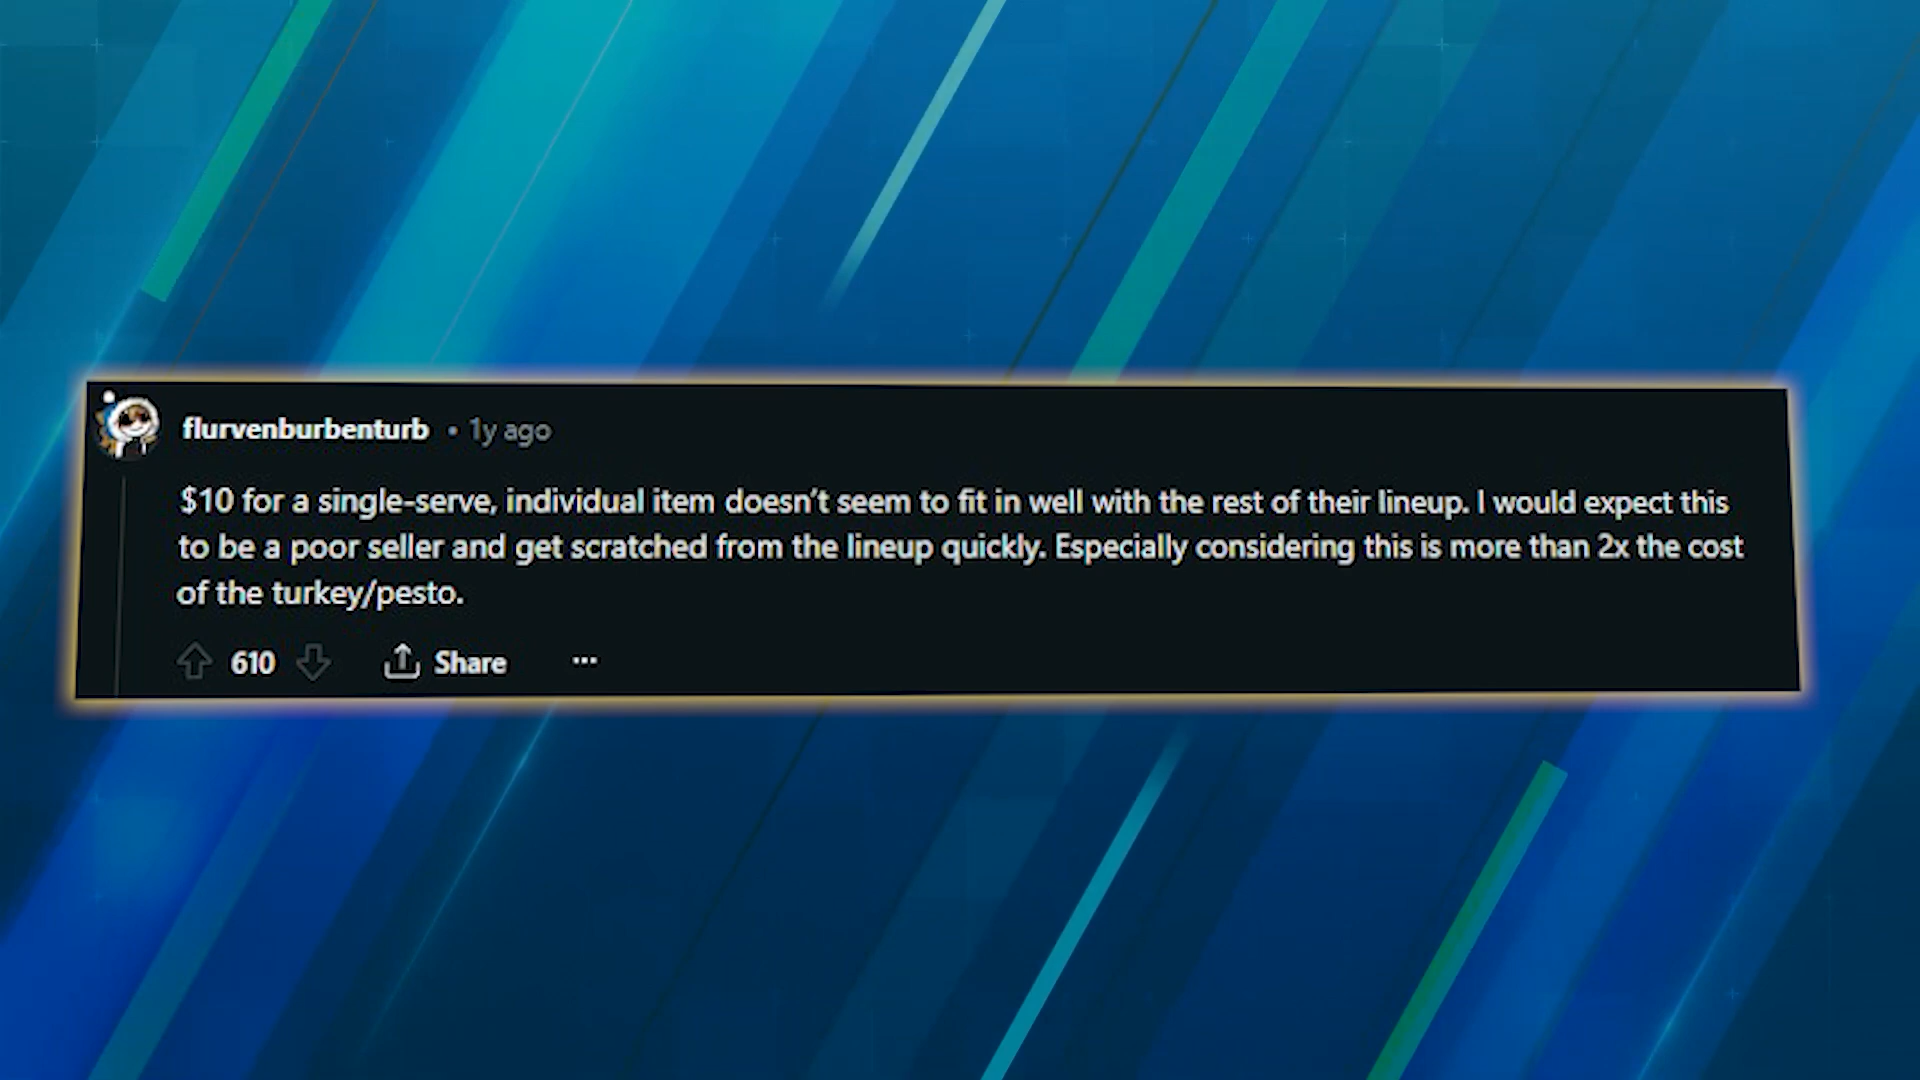 flurvenburbenturb • 1y ago
$10 for a single-serve, individual item doesn't seem to fit in well with the rest of their lineup. I would expect this
to be a poor seller and get scratched from the lineup quickly. Especially considering this is more than 2x the cost
of the turkey/pesto.
610 Share ...